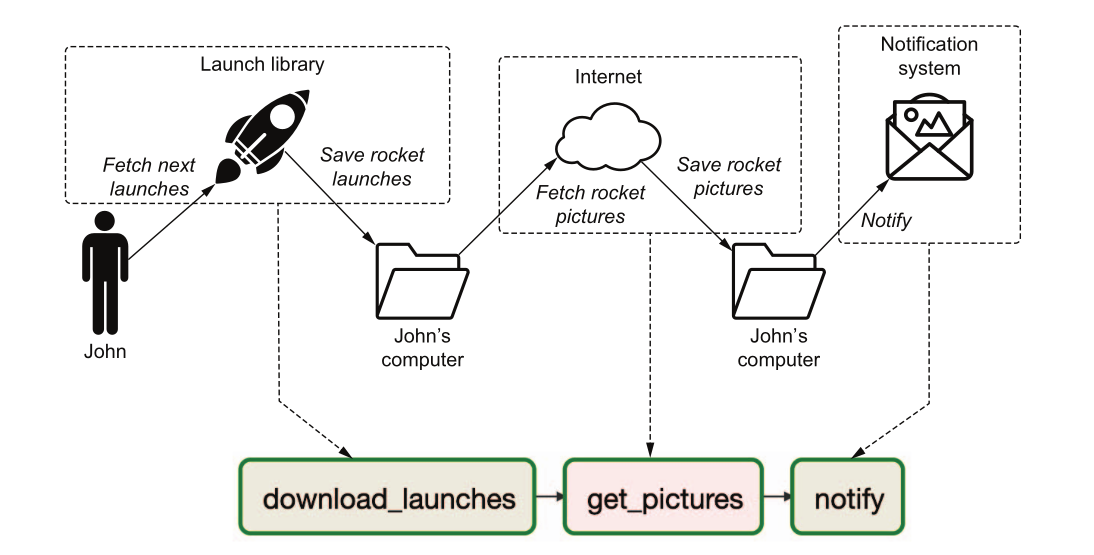 Launch library
Fetch next
launches
Save rocket
launches
John
John's
computer
Internet
Fetch rocket
pictures
Save rocket
pictures
John's
computer
Notification
system
Notify
download_launches
get_pictures
notify